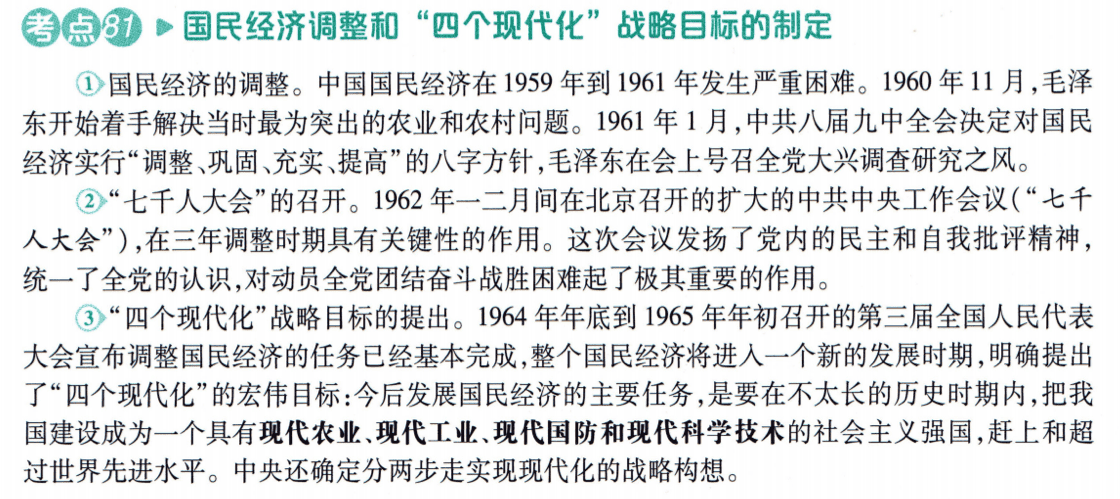 考点81 ▶ 国民经济调整和“四个现代化”战略目标的制定
①国民经济的调整。中国国民经济在1959年到1961年发生严重困难。1960年11月,毛泽
东开始着手解决当时最为突出的农业和农村问题。1961年1月,中共八届九中全会决定对国民
经济实行“调整、巩固、充实、提高”的八字方针,毛泽东在会上号召全党大兴调查研究之风。
②“七千人大会”的召开。1962年一二月间在北京召开的扩大的中共中央工作会议(“七千
人大会”),在三年调整时期具有关键性的作用。这次会议发扬了党内的民主和自我批评精神,
统一了全党的认识,对动员全党团结奋斗战胜困难起了极其重要的作用。
③“四个现代化”战略目标的提出。1964年年底到1965年年初召开的第三届全国人民代表
大会宣布调整国民经济的任务已经基本完成,整个国民经济将进入一个新的发展时期,明确提出
了“四个现代化”的宏伟目标:今后发展国民经济的主要任务,是要在不太长的历史时期内,把我
国建设成为一个具有现代农业、现代工业、现代国防和现代科学技术的社会主义强国,赶上和超
过世界先进水平。中央还确定分两步走实现现代化的战略构想。